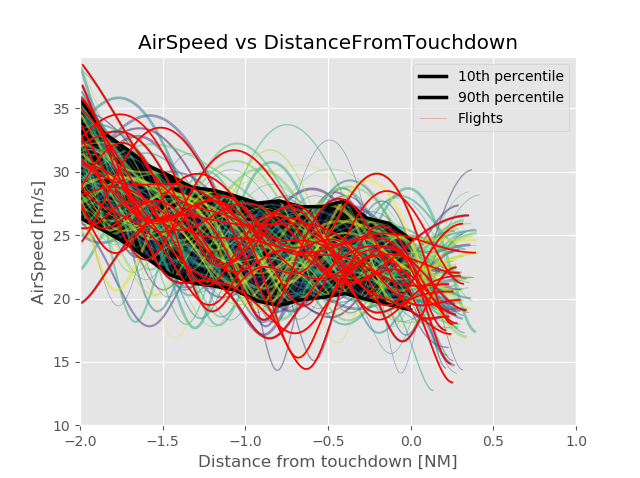 AirSpeed vs DistanceFromTouchdown
10th percentile
90th percentile
Flights
AirSpeed [m/s]
35
30
25
20
15
10
−2.0 −1.5 −1.0 −0.5 0.0 0.5 1.0
Distance from touchdown [NM]